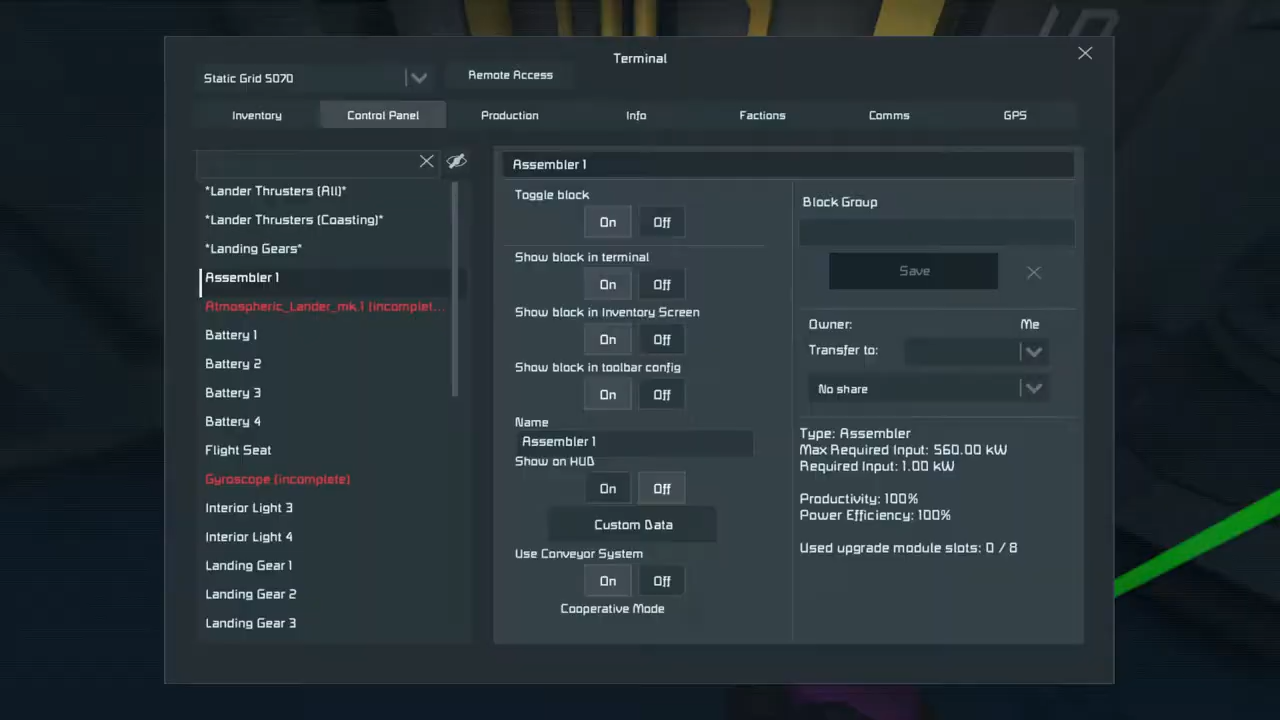 Terminal
Static Grid 5070
Remote Access
Inventory
Control Panel
Production
Info
Factions
Comms
GPS
*Lander Thrusters (All)*
*Lander Thrusters (Coasting)*
*Landing Gears*
Assembler 1
Atmospheric_Lander_mk.1 (incomplet...
Battery 1
Battery 2
Battery 3
Battery 4
Flight Seat
Gyroscope (incomplete)
Interior Light 3
Interior Light 4
Landing Gear 1
Landing Gear 2
Landing Gear 3
Assembler 1
Toggle block
On Off
Show block in terminal
On Off
Show block in Inventory Screen
On Off
Show block in toolbar config
On Off
Name
Assembler 1
Show on HUD
On Off
Custom Data
Use Conveyor System
On Off
Cooperative Mode
Block Group
Save
Owner: Me
Transfer to:
No share
Type: Assembler
Max Required Input: 560.00 kW
Required Input: 1.00 kW
Productivity: 100%
Power Efficiency: 100%
Used upgrade module slots: 0 / 8